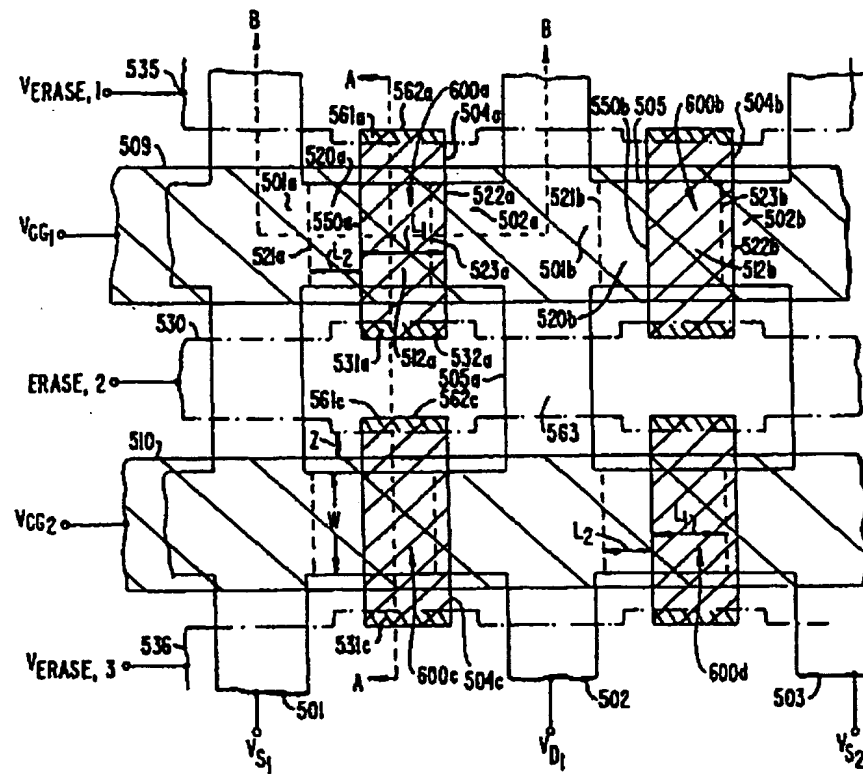 B
B
535
A
562a
600a
504a
550b
505
600b
504b
VERASE, 1
561a
509
520a
501a
550a
522a
502a
521b
523b
502b
VCG1
521a
L2
L1
523a
501b
522b
512b
530
531a
512a
532a
505a
520b
ERASE, 2
561c
562c
563
510
Z
VCG2
W
L2
L1
536
VERASE, 3
531c
A
600c
504c
600d
501
502
503
VS1
VD1
VS2